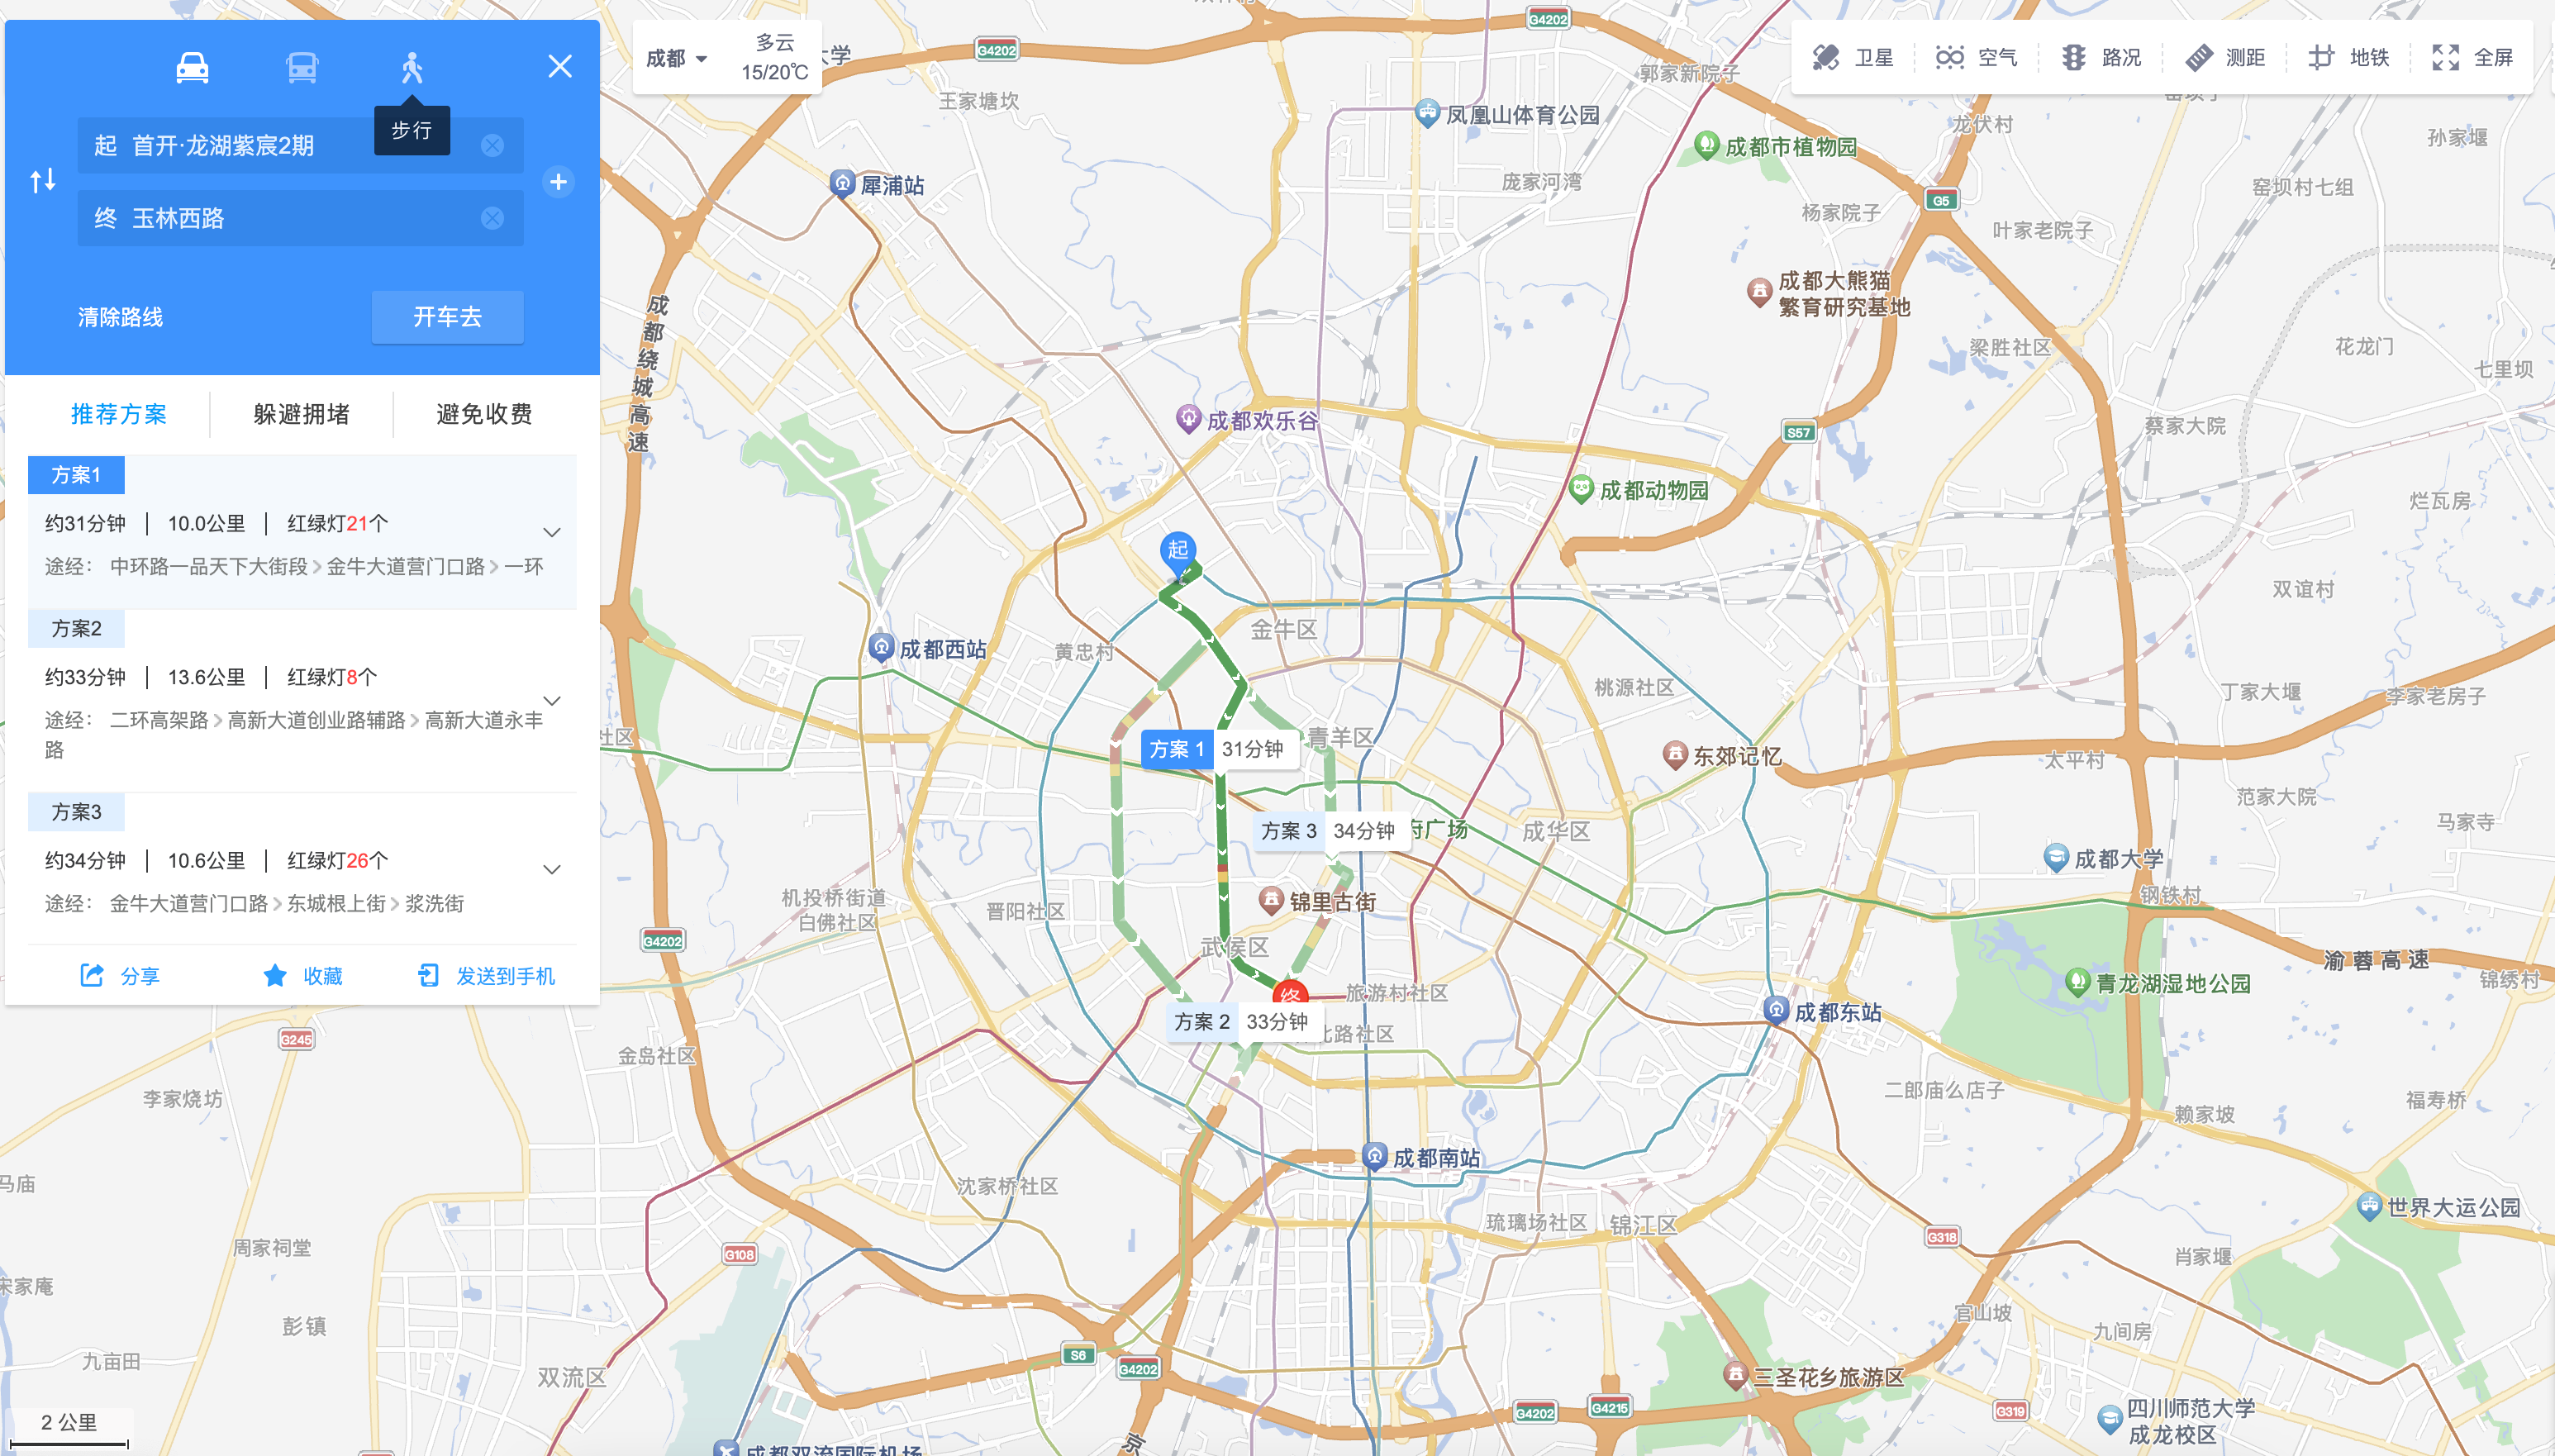 步行
起 首开·龙湖紫宸2期
终 玉林西路
清除路线
开车去
推荐方案
躲避拥堵
避免收费
方案1
约31分钟 | 10.0公里 | 红绿灯21个
途经： 中环路一品天下大街段 > 金牛大道营门口路 > 一环
方案2
约33分钟 | 13.6公里 | 红绿灯8个
途经： 二环高架路 > 高新大道创业路辅路 > 高新大道永丰
路
方案3
约34分钟 | 10.6公里 | 红绿灯26个
途经： 金牛大道营门口路 > 东城根上街 > 浆洗街
分享
收藏
发送到手机
成都
多云
15/20℃
卫星
空气
路况
测距
地铁
全屏
大学
G4202
G4202
王家塘坎
郭家新院子
凤凰山体育公园
成都市植物园
龙伏村
孙家堰
犀浦站
庞家河湾
杨家院子
G5
窑坝村七组
叶家老院子
成都大熊猫
繁育研究基地
成都绕城高速
梁胜社区
花龙门
七里坝
成都欢乐谷
S57
蔡家大院
成都动物园
烂瓦房
起
双谊村
金牛区
黄忠村
成都西站
桃源社区
丁家大堰
李家老房子
社区
方案 1 31分钟
青羊区
东郊记忆
太平村
范家大院
方案 3 34分钟
府广场
成华区
马家寺
成都大学
钢铁村
机投桥街道
白佛社区
晋阳社区
锦里古街
G4202
武侯区
渝蓉高速
锦绣村
青龙湖湿地公园
终
旅游村社区
方案 2 33分钟
北路社区
成都东站
G245
金岛社区
李家烧坊
二郎庙么店子
赖家坡
福寿桥
成都南站
马庙
沈家桥社区
世界大运公园
琉璃场社区
锦江区
G318
周家祠堂
G108
肖家堰
宋家庵
彭镇
官山坡
九间房
九亩田
双流区
S6
G4202
三圣花乡旅游区
G4202
G4215
G319
四川师范大学
成龙校区
2 公里
成都双流国际机场
京